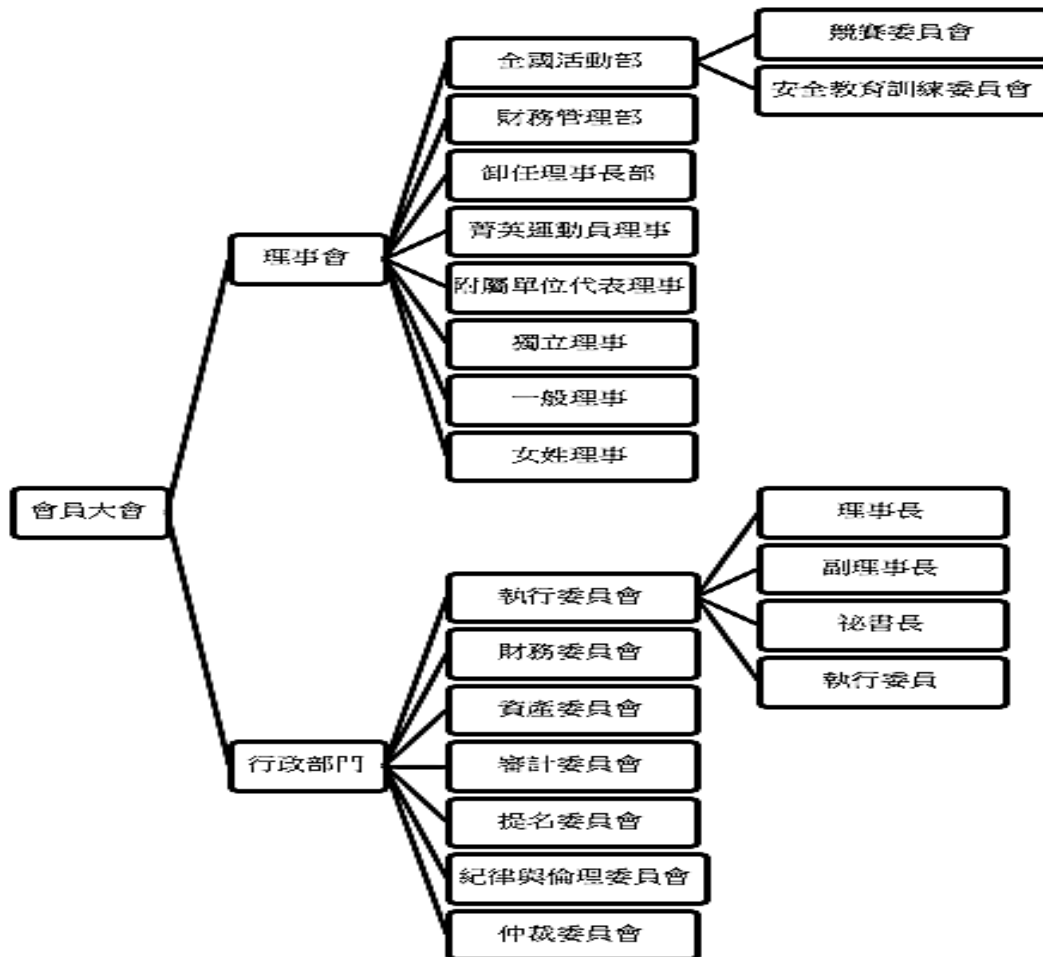 競賽委員會
全國活動部
安全教育訓練委員會
財務管理部
卸任理事長部
菁英運動員理事
理事會
附屬單位代表理事
獨立理事
一般理事
女姓理事
會員大會
理事長
副理事長
執行委員會
祕書長
財務委員會
執行委員
資產委員會
行政部門
審計委員會
提名委員會
紀律與倫理委員會
仲裁委員會